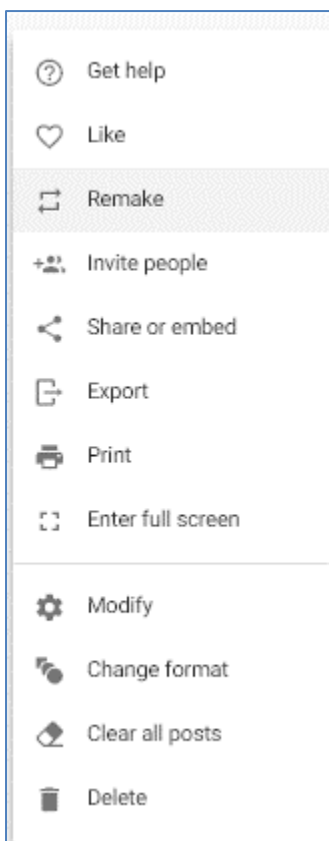 Get help
Like
Remake
Invite people
Share or embed
Export
Print
Enter full screen
Modify
Change format
Clear all posts
Delete